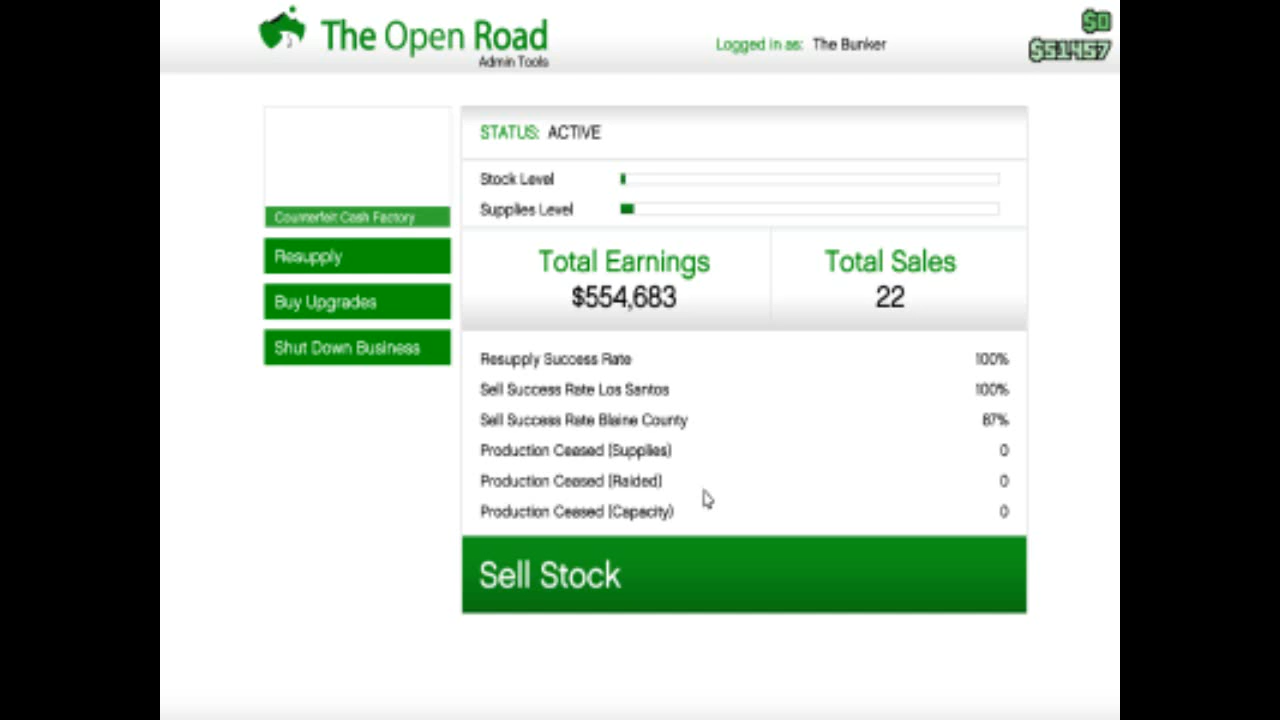 The Open Road
Admin Tools
Logged in as: The Bunker
$0
$51457
Counterfeit Cash Factory
Resupply
Buy Upgrades
Shut Down Business
STATUS: ACTIVE
Stock Level
Supplies Level
Total Earnings
$554,683
Total Sales
22
Resupply Success Rate 100%
Sell Success Rate Los Santos 100%
Sell Success Rate Blaine County 87%
Production Ceased (Supplies) 0
Production Ceased (Raided) 0
Production Ceased (Capacity) 0
Sell Stock